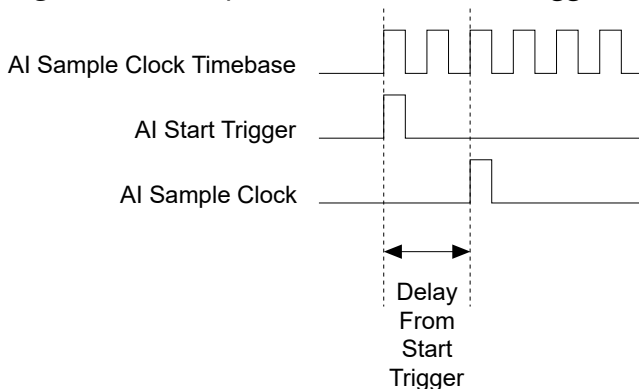 AI Sample Clock Timebase
AI Start Trigger
AI Sample Clock
Delay
From
Start
Trigger